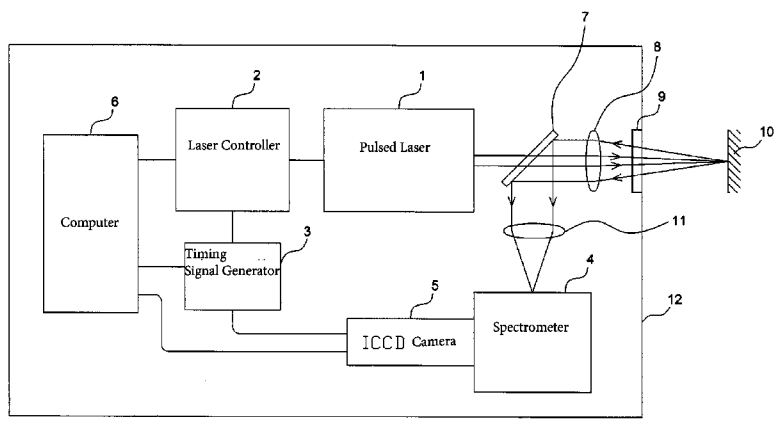 7
8
2
1
9
6
10
Laser Controller
Pulsed Laser
Computer
11
Timing
Signal Generator
3
4
5
12
Spectrometer
ICCD Camera